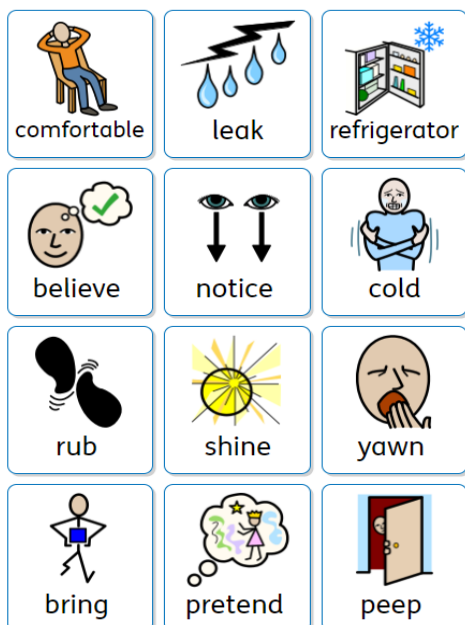 comfortable
leak
refrigerator
believe
notice
cold
rub
shine
yawn
bring
pretend
peep